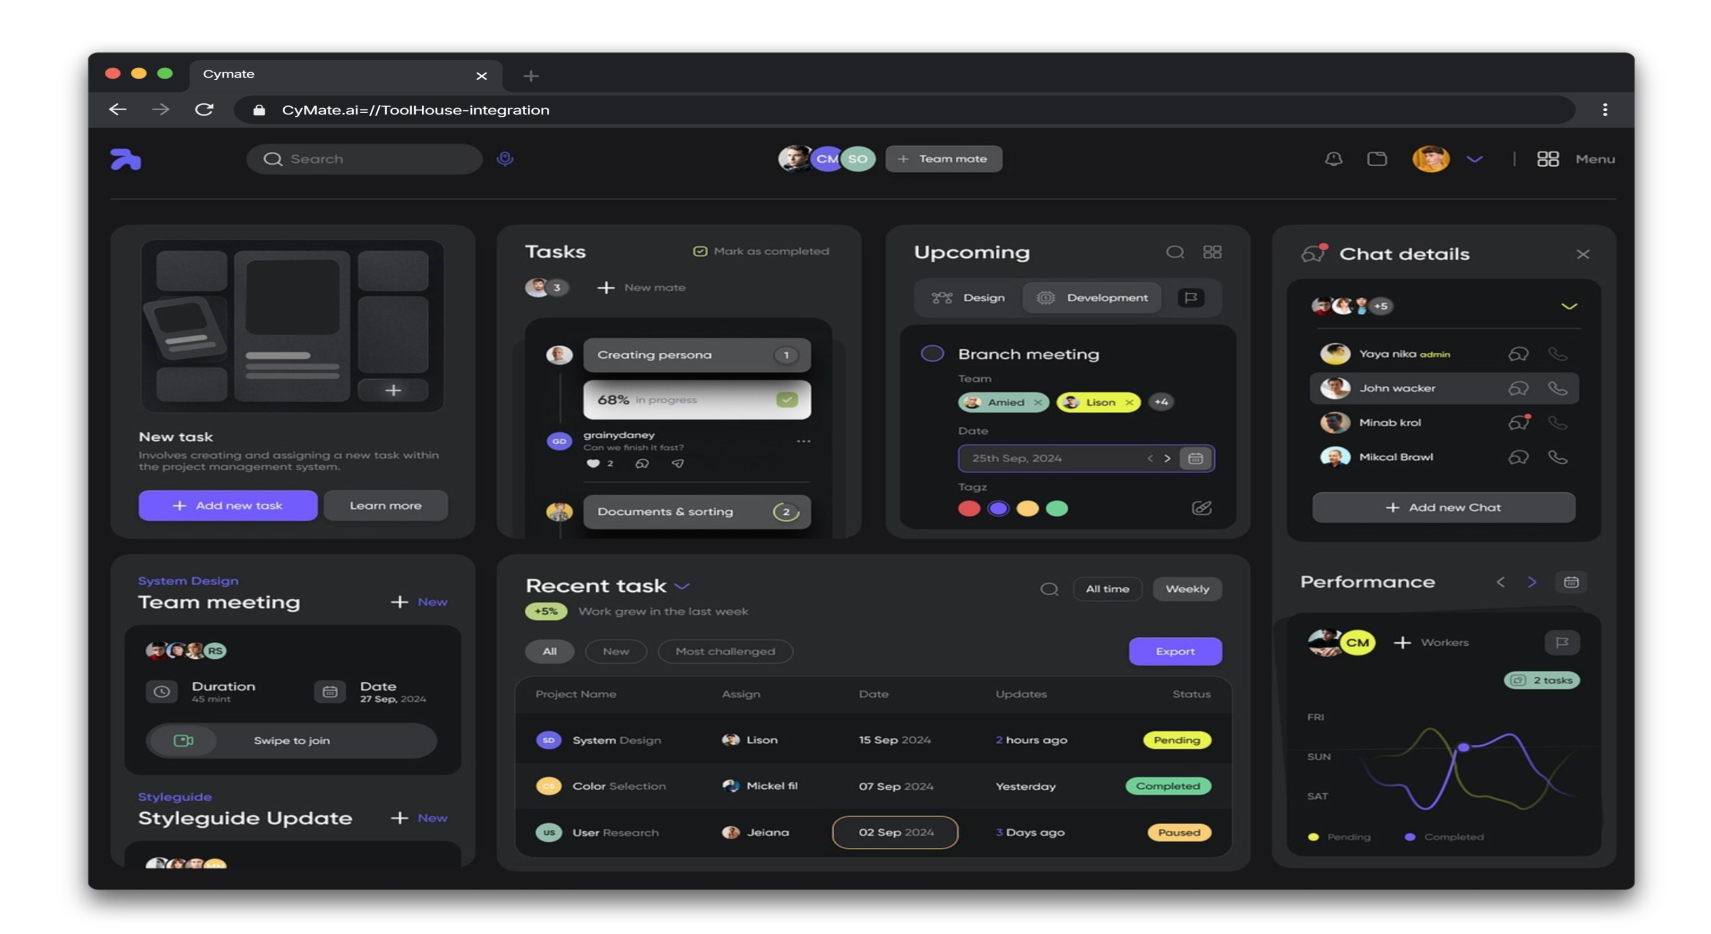 Cymate
CyMate.ai=//ToolHouse-integration
Search
CM
SO
+ Team mate
Menu
New task
Involves creating and assigning a new task within
the project management system.
+ Add new task
Learn more
Tasks
Mark as completed
3
+ New mate
Creating persona 1
68% in progress
GD
grainydaney
Can we finish it fast?
2
Documents & sorting 2
Upcoming
Design
Development
Branch meeting
Team
Amied ×
Lison ×
+4
Date
25th Sep, 2024
Tagz
Chat details
+5
Yaya nika admin
John wacker
Minab krol
Mikcal Brawl
+ Add new Chat
System Design
Team meeting
+ New
RS
Duration
45 mint
Date
27 Sep, 2024
Swipe to join
Styleguide
Styleguide Update
+ New
Recent task
+5% Work grew in the last week
All time
Weekly
All
New
Most challenged
Export
Project Name Assign Date Updates Status
SD System Design Lison 15 Sep 2024 2 hours ago Pending
CS Color Selection Mickel fil 07 Sep 2024 Yesterday Completed
US User Research Jeiana 02 Sep 2024 3 Days ago Paused
Performance
CM
+ Workers
2 tasks
FRI
SUN
SAT
Pending
Completed